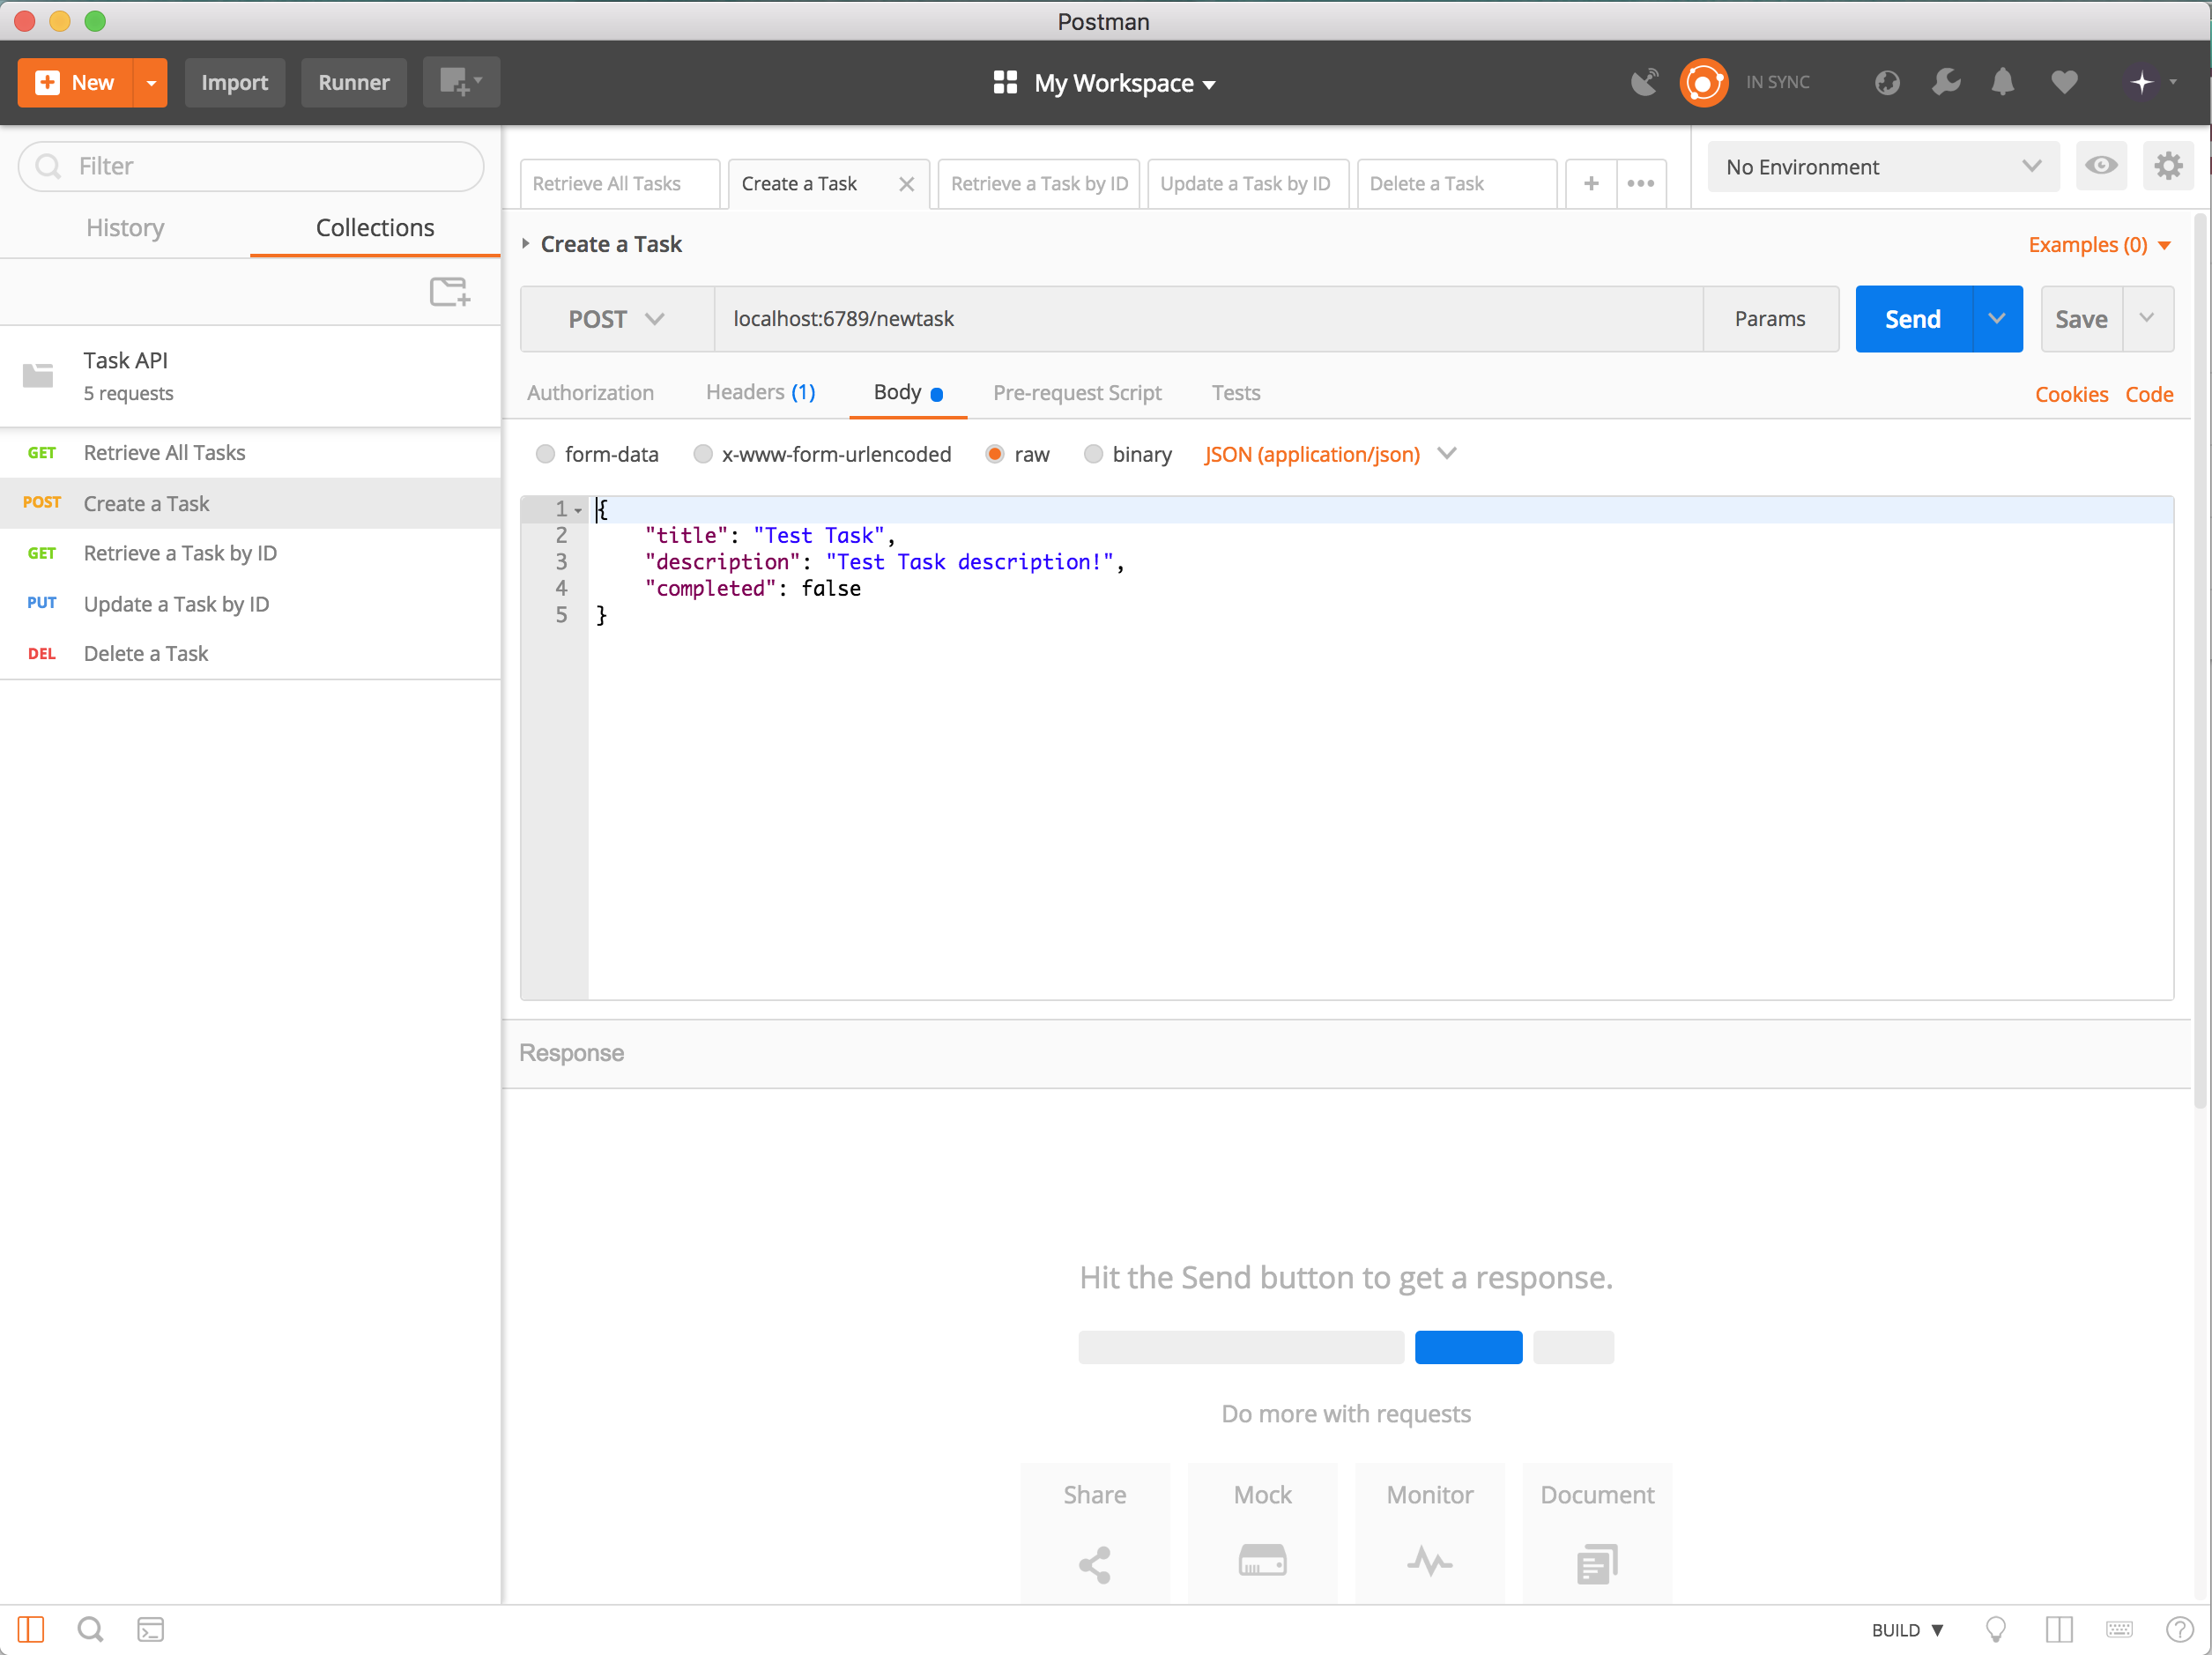 Postman
New
Import
Runner
My Workspace
IN SYNC
Filter
History
Collections
Task API
5 requests
GET Retrieve All Tasks
POST Create a Task
GET Retrieve a Task by ID
PUT Update a Task by ID
DEL Delete a Task
Retrieve All Tasks
Create a Task
Retrieve a Task by ID
Update a Task by ID
Delete a Task
No Environment
Create a Task
Examples (0)
POST
localhost:6789/newtask
Params
Send
Save
Authorization
Headers (1)
Body
Pre-request Script
Tests
Cookies
Code
form-data
x-www-form-urlencoded
raw
binary
JSON (application/json)
1 {
2 "title": "Test Task",
3 "description": "Test Task description!",
4 "completed": false
5 }
Response
Hit the Send button to get a response.
Do more with requests
Share
Mock
Monitor
Document
BUILD